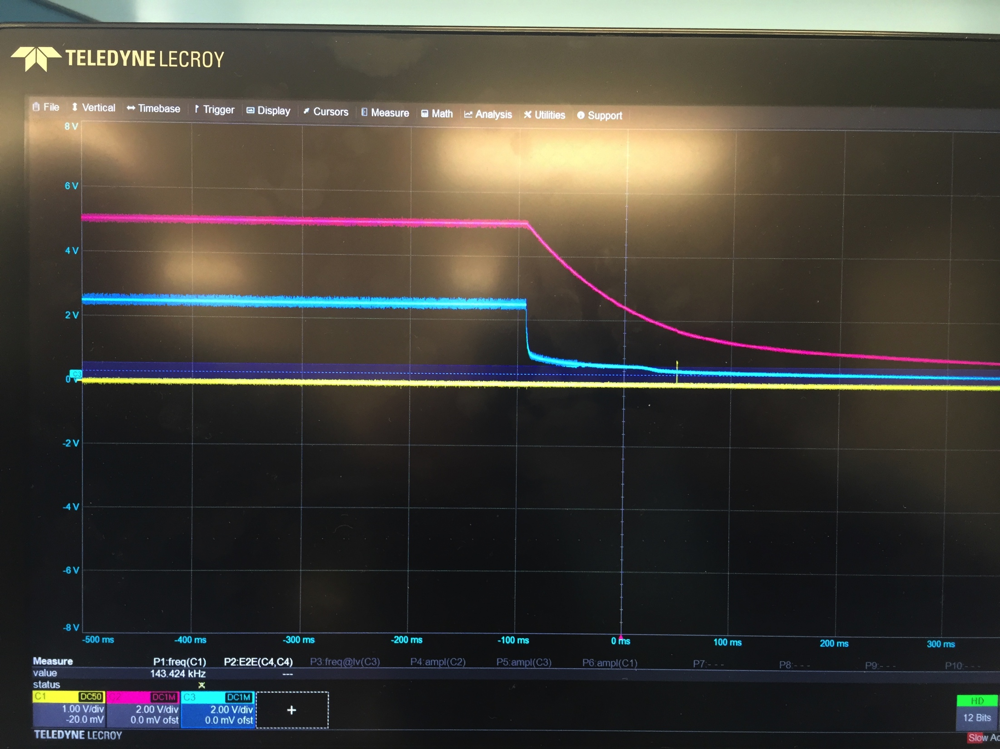 TELEDYNE LECROY
File Vertical Timebase Trigger Display Cursors Measure Math Analysis Utilities Support
8 V
6 V
4 V
2 V
C3
0 V
-2 V
-4 V
-6 V
-8 V
-500 ms -400 ms -300 ms -200 ms -100 ms 0 ms 100 ms 200 ms 300 ms
Measure P1:freq(C1) P2:E2E(C4,C4) P3:freq@lv(C3) P4:ampl(C2) P5:ampl(C3) P6:ampl(C1) P7:- - - P8:- - - P9:- - - P10:- - -
value 143.424 kHz ---
status
C1 DC50 C2 DC1M C3 DC1M HD
1.00 V/div 2.00 V/div 2.00 V/div + 12 Bits
-20.0 mV 0.0 mV ofst 0.0 mV ofst
TELEDYNE LECROY Slow